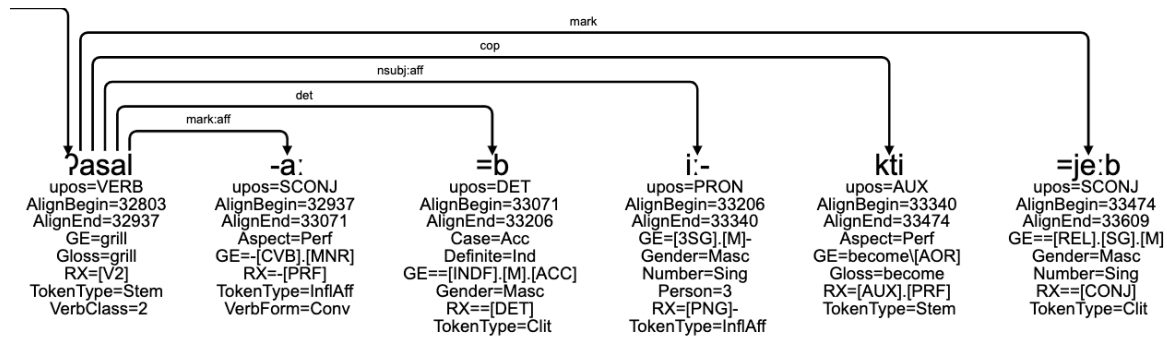 mark
cop
nsubj:aff
det
mark:aff
ʔasal -aː =b iː- kti =jeːb
upos=VERB upos=SCONJ upos=DET upos=PRON upos=AUX upos=SCONJ
AlignBegin=32803 AlignBegin=32937 AlignBegin=33071 AlignBegin=33206 AlignBegin=33340 AlignBegin=33474
AlignEnd=32937 AlignEnd=33071 AlignEnd=33206 AlignEnd=33340 AlignEnd=33474 AlignEnd=33609
GE=grill Aspect=Perf Case=Acc GE=[3SG].[M]- Aspect=Perf GE==[REL].[SG].[M]
Gloss=grill GE=-[CVB].[MNR] Definite=Ind Gender=Masc GE=become\[AOR] Gender=Masc
RX=[V2] RX=-[PRF] GE==[INDF].[M].[ACC] Number=Sing Gloss=become Number=Sing
TokenType=Stem TokenType=InflAff Gender=Masc Person=3 RX=[AUX].[PRF] RX==[CONJ]
VerbClass=2 VerbForm=Conv RX==[DET] RX=[PNG]- TokenType=Stem TokenType=Clit
TokenType=Clit TokenType=InflAff